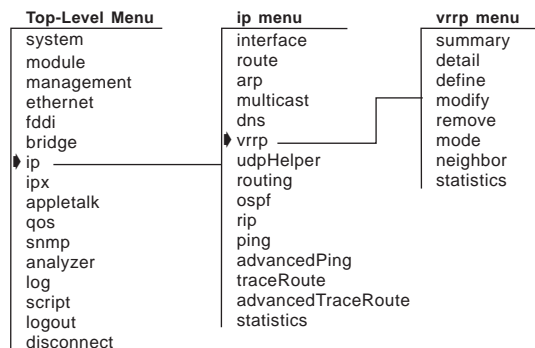 Top-Level Menu
system
module
management
ethernet
fddi
bridge
ip
ipx
appletalk
qos
snmp
analyzer
log
script
logout
disconnect
ip menu
interface
route
arp
multicast
dns
vrrp
udpHelper
routing
ospf
rip
ping
advancedPing
traceRoute
advancedTraceRoute
statistics
vrrp menu
summary
detail
define
modify
remove
mode
neighbor
statistics